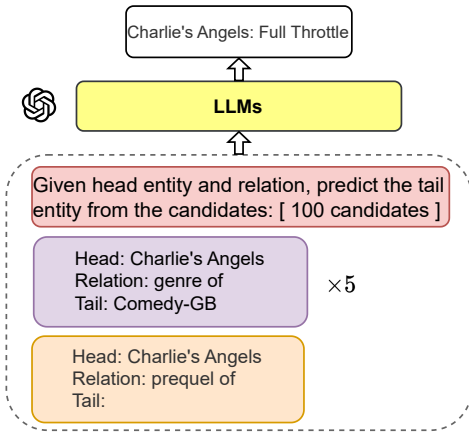 Charlie's Angels: Full Throttle
LLMs
Given head entity and relation, predict the tail
entity from the candidates: [ 100 candidates ]
Head: Charlie's Angels
Relation: genre of
Tail: Comedy-GB
×5
Head: Charlie's Angels
Relation: prequel of
Tail: